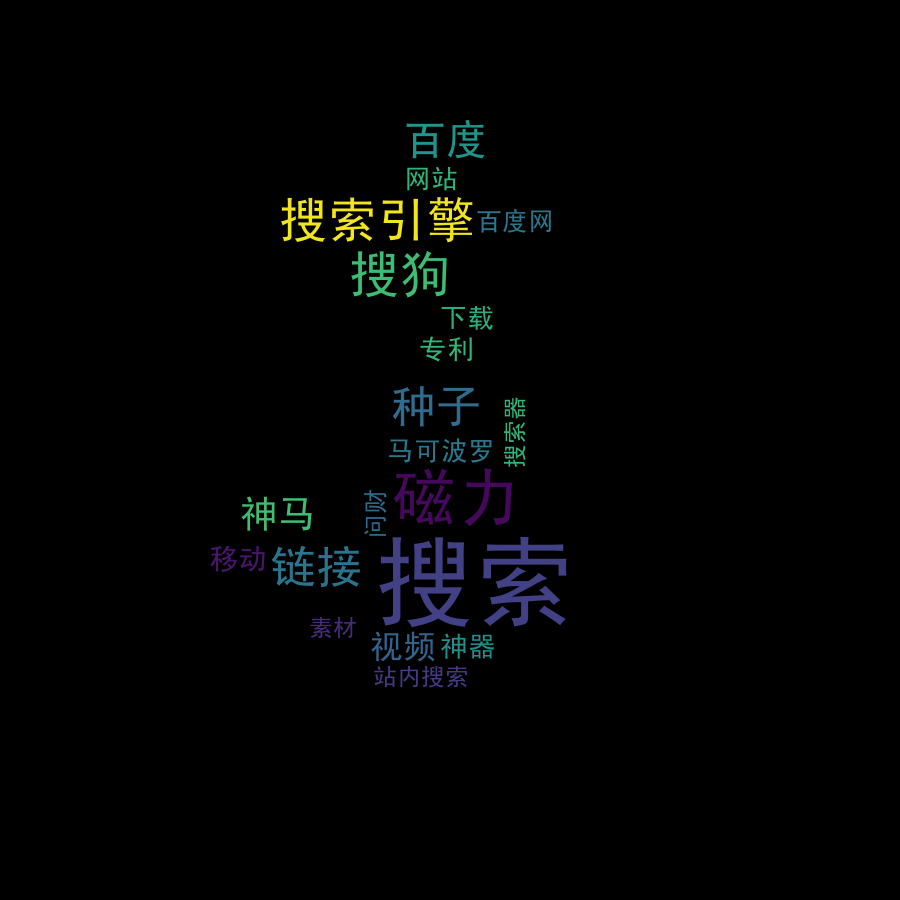 百度
网站
搜索引擎
百度网
搜狗
下载
专利
种子
搜索器
马可波罗
磁力
神马
问财
移动
链接
搜索
素材
视频
神器
站内搜索